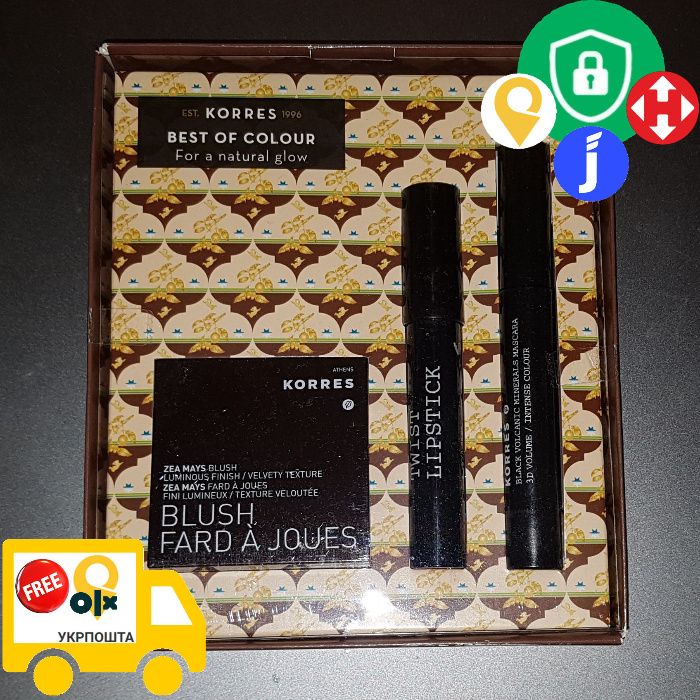 EST. KORRES 1996
BEST OF COLOUR
For a natural glow
ATHENS
KORRES
ZEA MAYS BLUSH
LUMINOUS FINISH / VELVETY TEXTURE
ZEA MAYS FARD À JOUES
FINI LUMINEUX / TEXTURE VELOUTÉE
BLUSH
FARD À JOUES
TWIST
LIPSTICK
KORRES
BLACK VOLCANIC MINERALS MASCARA
3D VOLUME / INTENSE COLOUR
FREE
olx
УКРПОШТА